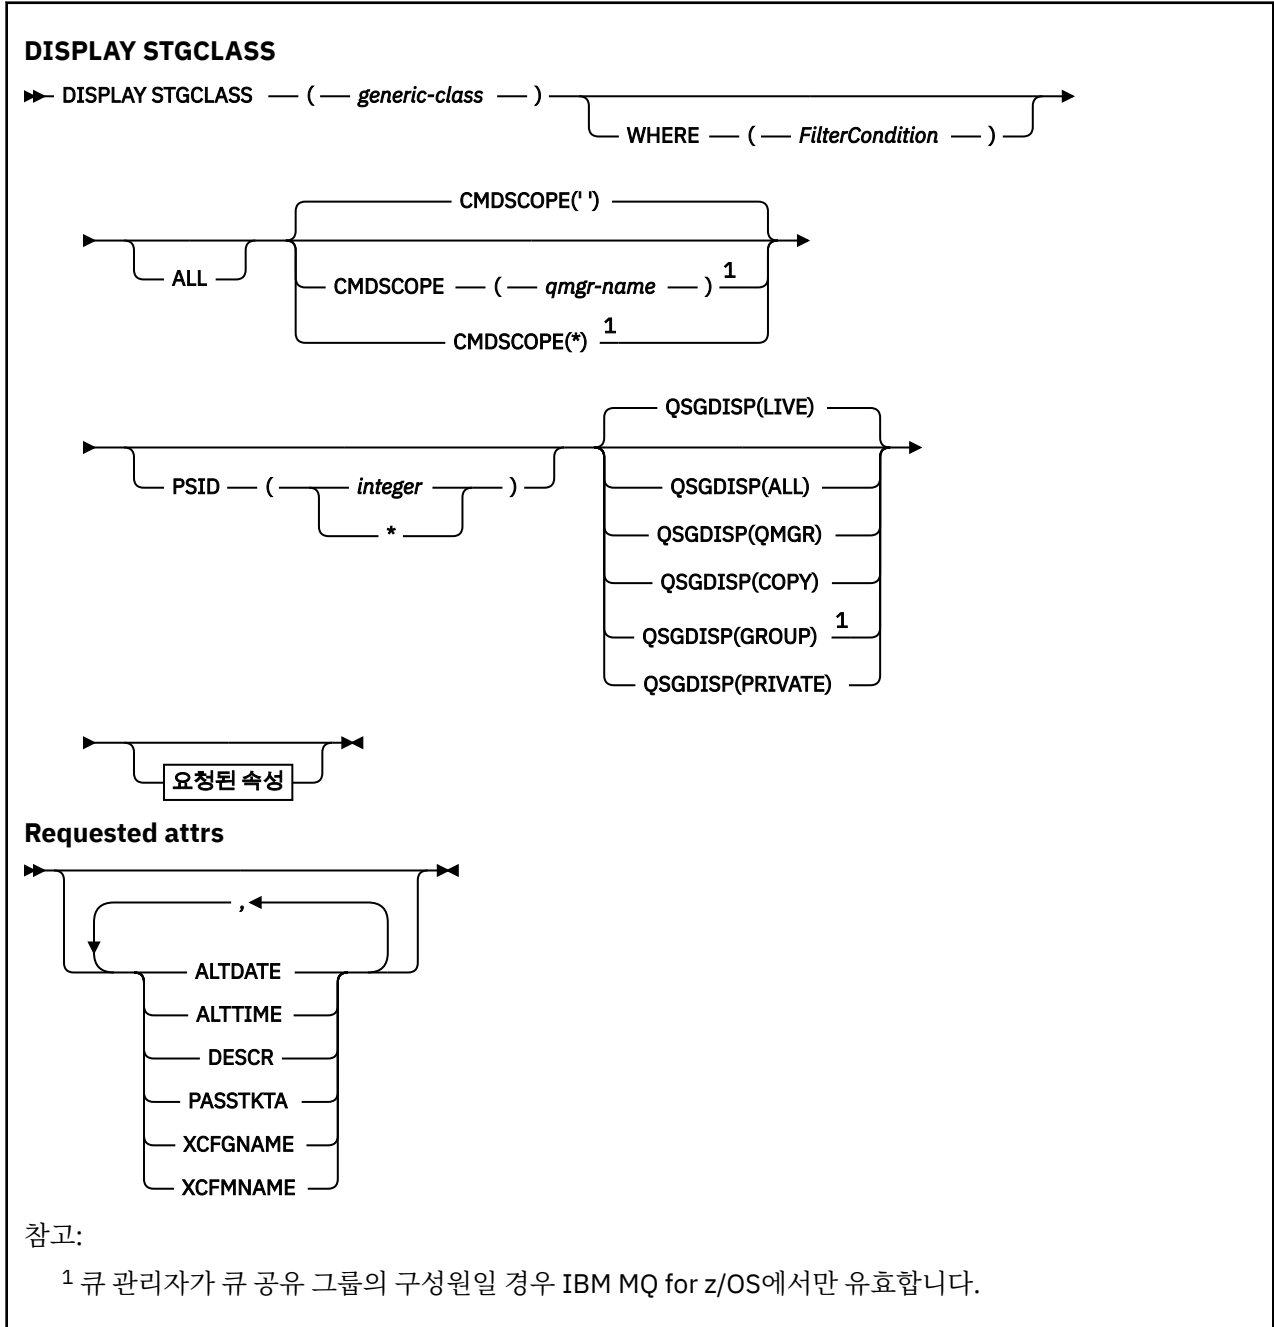 DISPLAY STGCLASS
DISPLAY STGCLASS ( generic-class )
WHERE ( FilterCondition )
CMDSCOPE(' ')
ALL
CMDSCOPE ( qmgr-name ) 1
CMDSCOPE(*) 1
QSGDISP(LIVE)
PSID ( integer )
*
QSGDISP(ALL)
QSGDISP(QMGR)
QSGDISP(COPY)
QSGDISP(GROUP) 1
QSGDISP(PRIVATE)
요청된 속성
Requested attrs
,
ALTDATE
ALTTIME
DESCR
PASSTKTA
XCFGNAME
XCFMNAME
참고:
1 큐 관리자가 큐 공유 그룹의 구성원일 경우 IBM MQ for z/OS에서만 유효합니다.